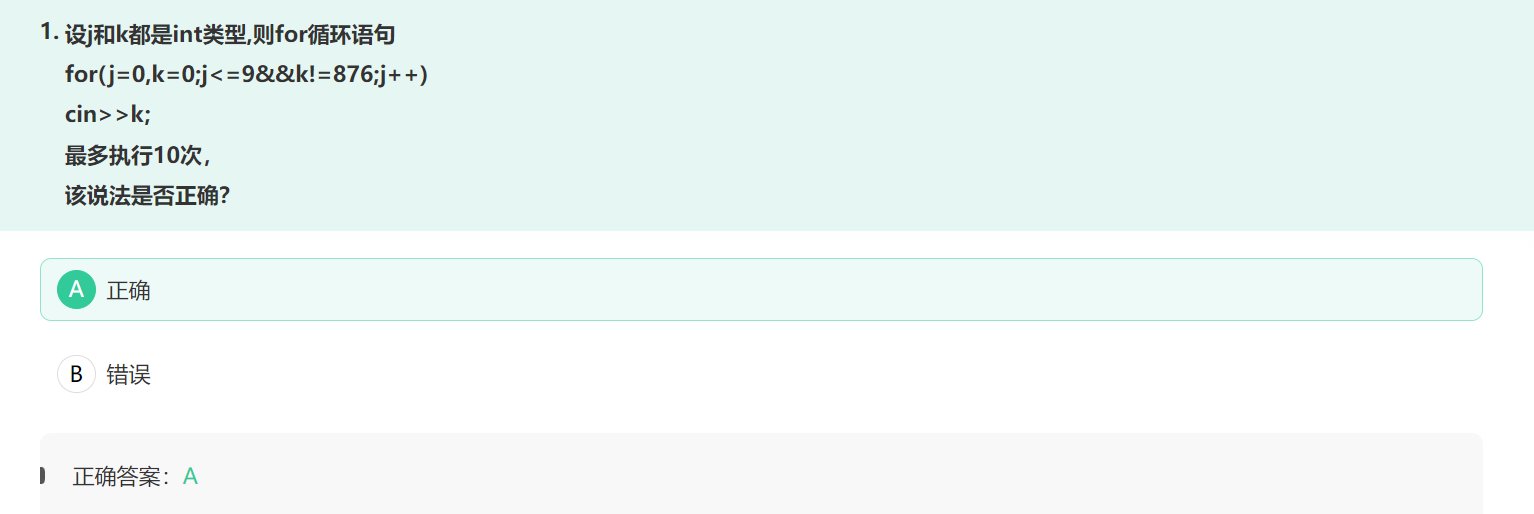 1. 设j和k都是int类型,则for循环语句
for(j=0,k=0;j<=9&&k!=876;j++)
cin>>k;
最多执行10次，
该说法是否正确?
A 正确
B 错误
正确答案：A